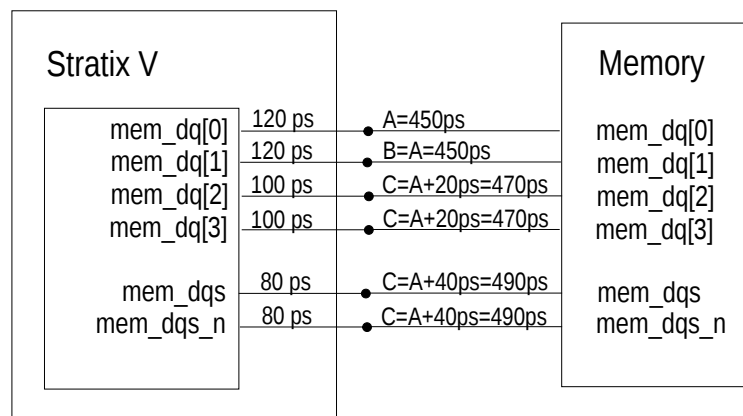 Stratix V
Memory
mem_dq[0] 120 ps A=450ps mem_dq[0]
mem_dq[1] 120 ps B=A=450ps mem_dq[1]
mem_dq[2] 100 ps C=A+20ps=470ps mem_dq[2]
mem_dq[3] 100 ps C=A+20ps=470ps mem_dq[3]
mem_dqs 80 ps C=A+40ps=490ps mem_dqs
mem_dqs_n 80 ps C=A+40ps=490ps mem_dqs_n